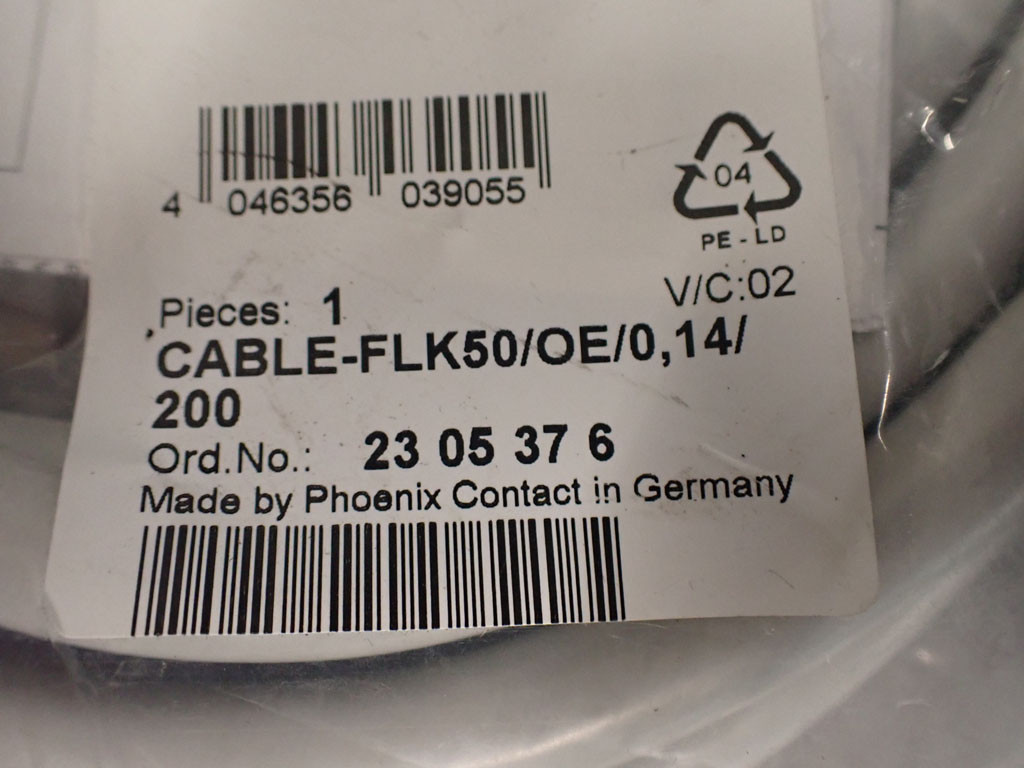 4 046356 039055
04
PE-LD
Pieces: 1
V/C:02
CABLE-FLK50/OE/0,14/
200
Ord.No.: 23 05 37 6
Made by Phoenix Contact in Germany